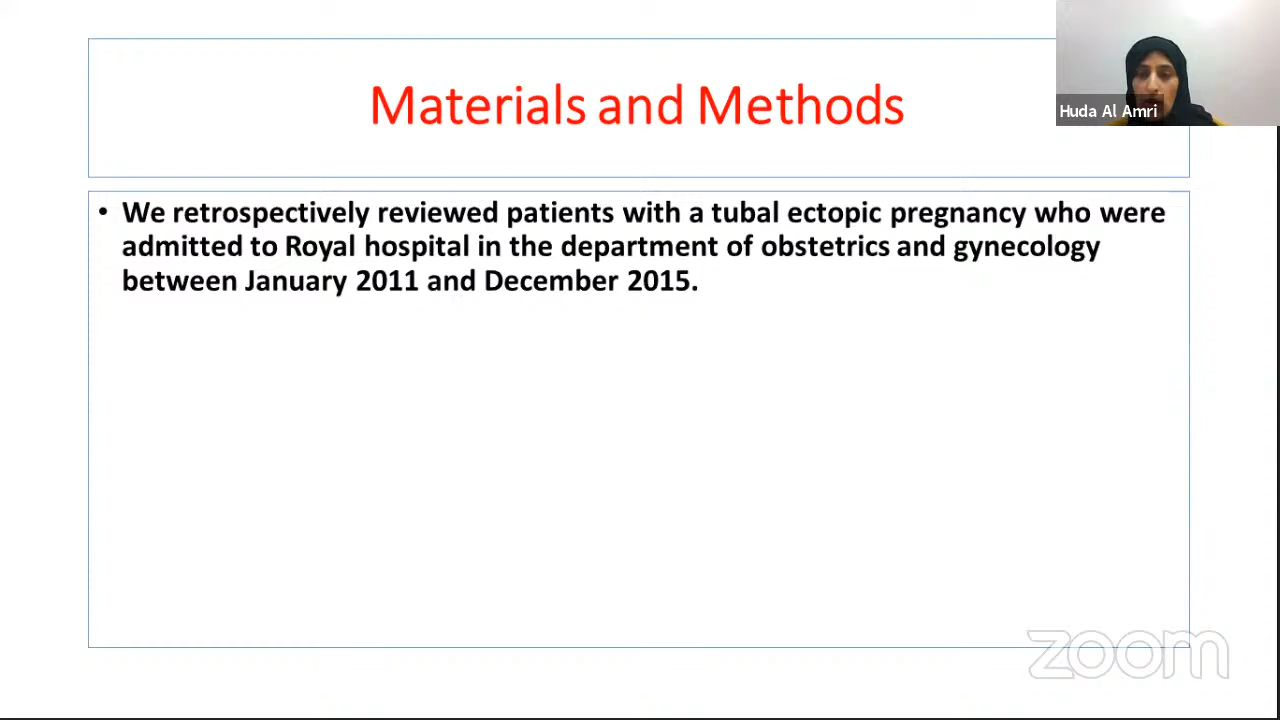 Materials and Methods
Huda Al Amri
• We retrospectively reviewed patients with a tubal ectopic pregnancy who were
admitted to Royal hospital in the department of obstetrics and gynecology
between January 2011 and December 2015.
zoom